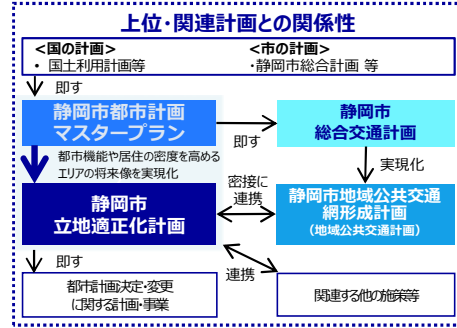 上位・関連計画との関係性
<国の計画>
・ 国土利用計画等
<市の計画>
・静岡市総合計画 等
即す
静岡市都市計画
マスタープラン
即す
静岡市
総合交通計画
都市機能や居住の密度を高める
エリアの将来像を実現化
実現化
静岡市
立地適正化計画
密接に
連携
静岡市地域公共交通
網形成計画
(地域公共交通計画)
即す
連携
都市計画決定・変更
に関する計画・事業
関連する他の施策等